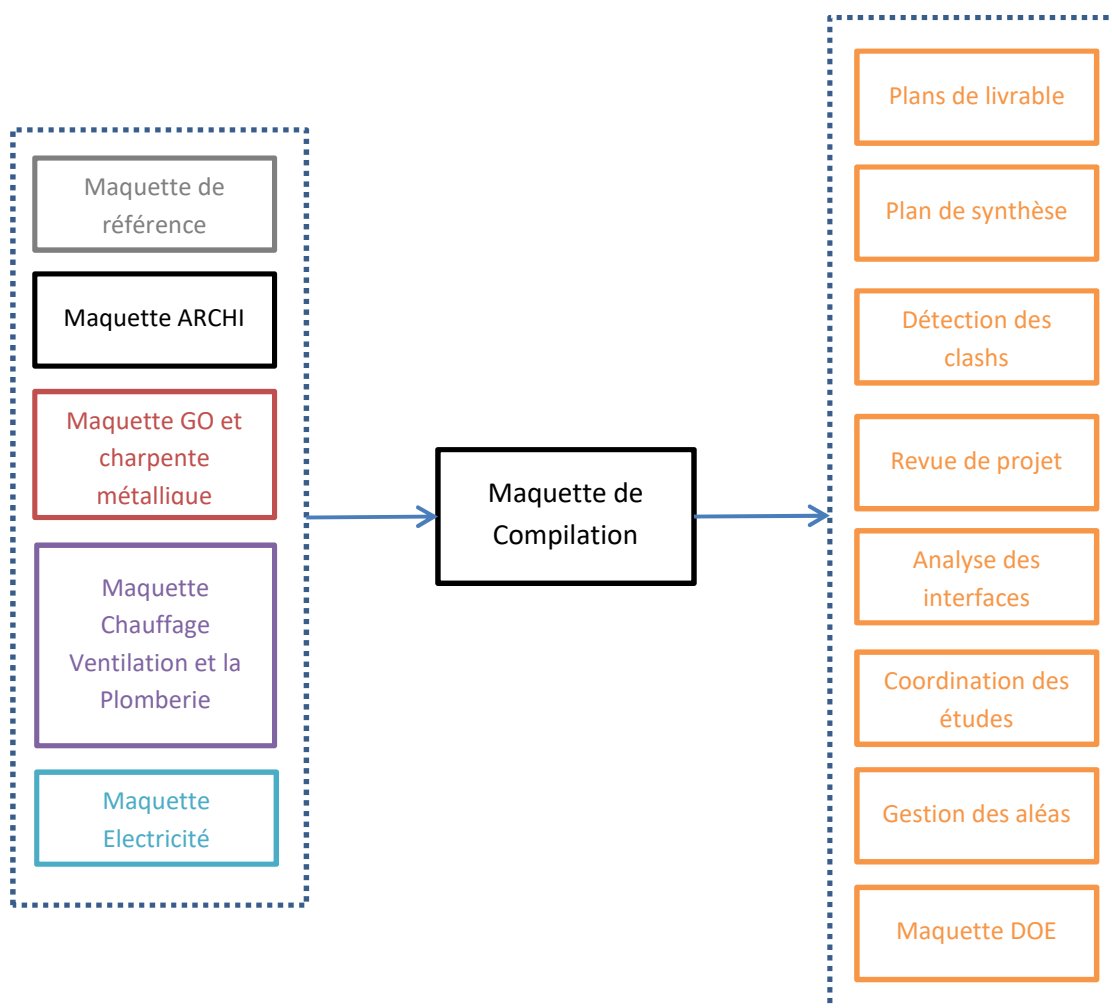 Maquette de
référence
Maquette ARCHI
Maquette GO et
charpente
métallique
Maquette
Chauffage
Ventilation et la
Plomberie
Maquette
Electricité
Maquette de
Compilation
Plans de livrable
Plan de synthèse
Détection des
clashs
Revue de projet
Analyse des
interfaces
Coordination des
études
Gestion des aléas
Maquette DOE